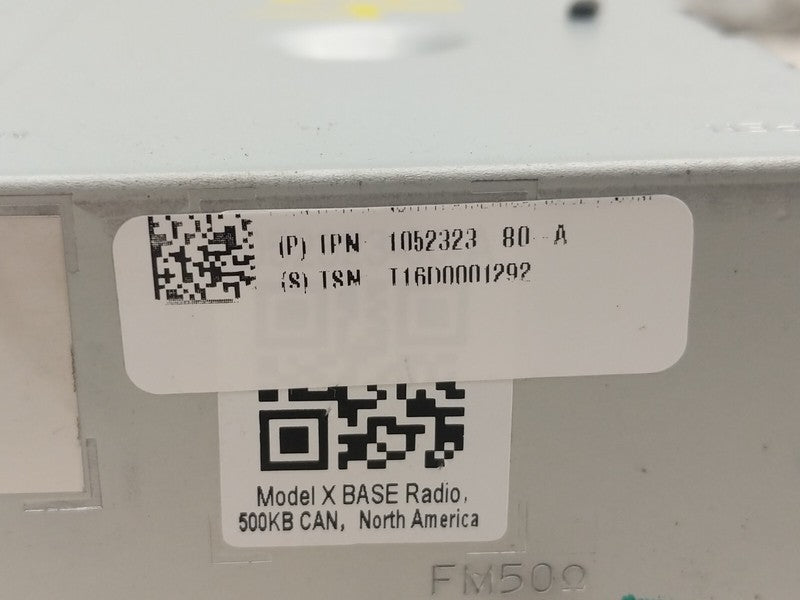 (P) TPN: 1052323 80 A
(S) TSN: T16D0001292
Model X BASE Radio,
500KB CAN, North America
FM50Ω